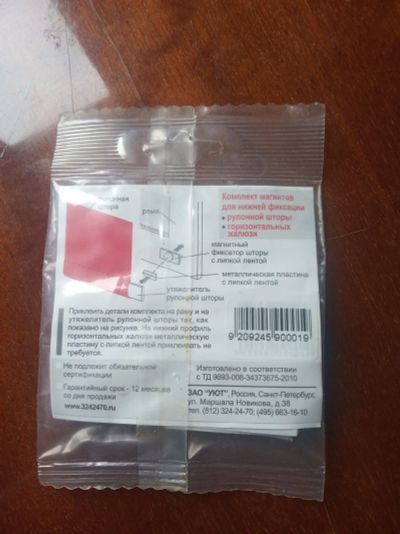 Комплект магнитов
для нижней фиксации
• рулонной шторы
• горизонтальных
жалюзи
штора
рама
магнитный
фиксатор шторы
с липкой лентой
металлическая пластина
с липкой лентой
утяжелитель
рулонной шторы
Приклеить детали комплекта на раму и на
утяжелитель рулонной шторы так, как
показано на рисунке. На нижний профиль
горизонтальных жалюзи металлическую
пластину с липкой лентой приклеивать не
требуется.
9 209245 900019
Не подлежит обязательной
сертификации
Гарантийный срок - 12 месяцев
со дня продажи
www.3242470.ru
Изготовлено в соответствии
с ТД 9693-008-34373675-2010
ЗАО "УЮТ", Россия, Санкт-Петербург,
ул. Маршала Новикова, д.38
тел. (812) 324-24-70; (495) 663-16-10